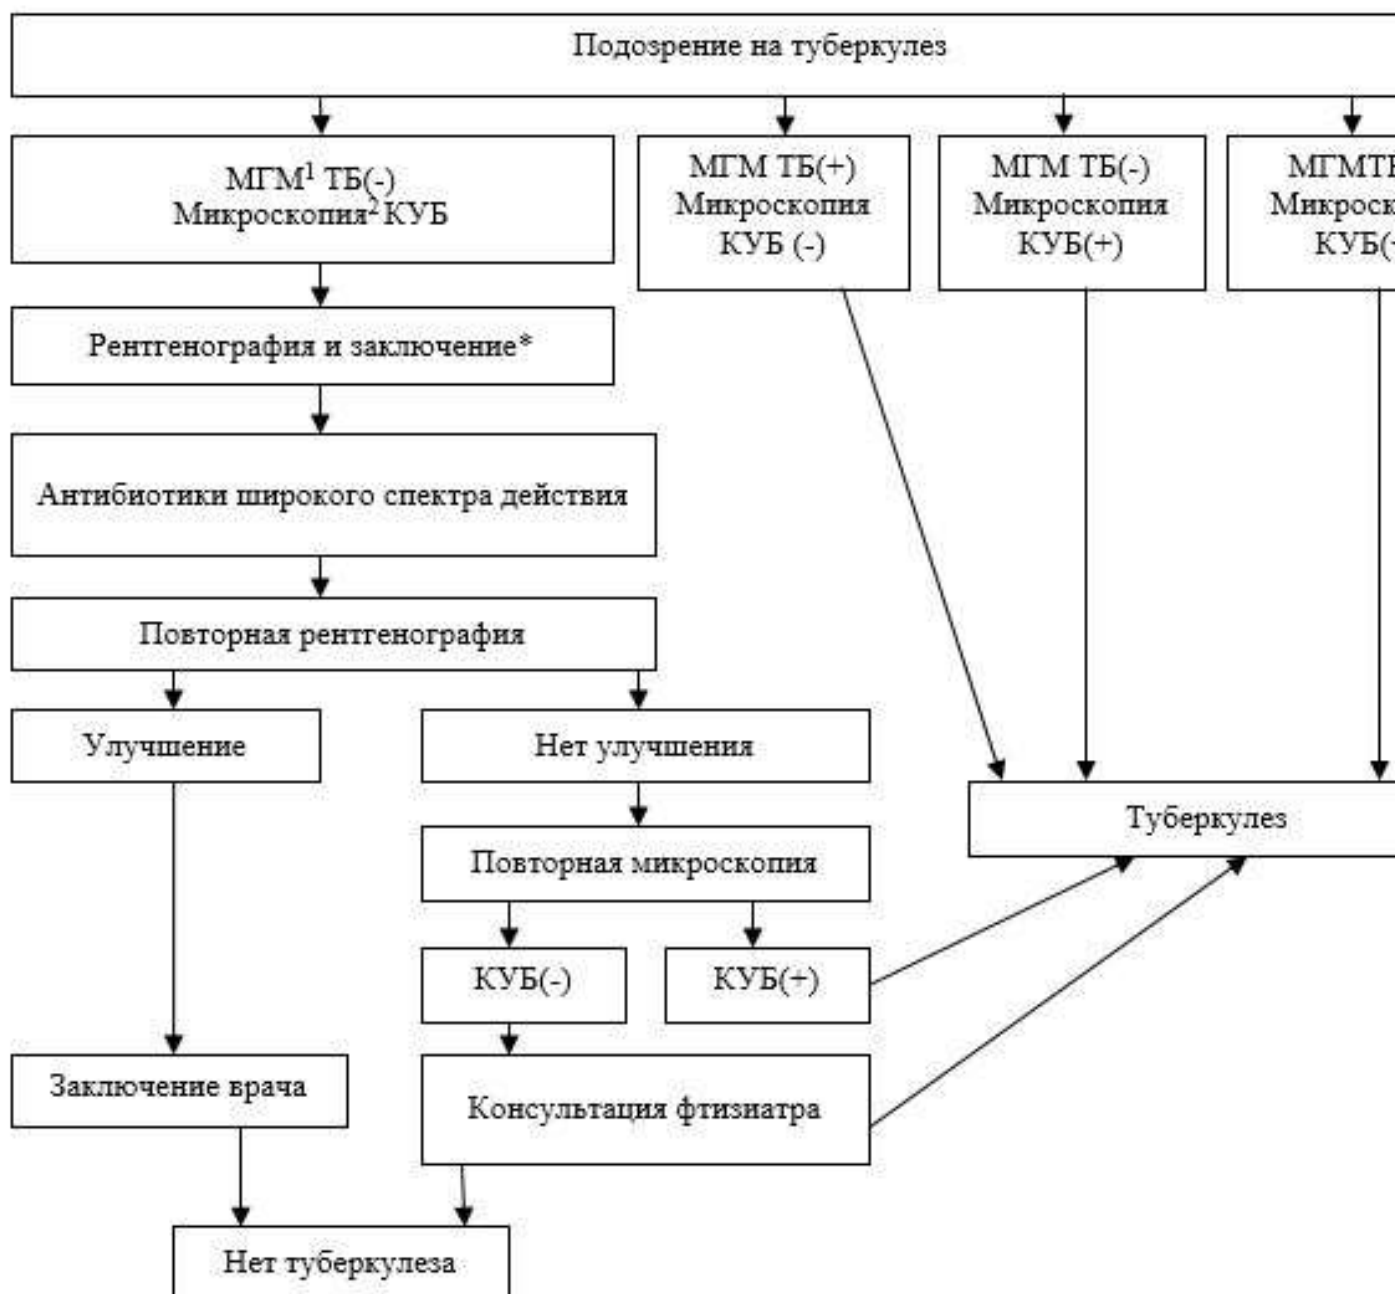 Подозрение на туберкулез
МГМ¹ ТБ(-)
Микроскопия² КУБ
МГМ ТБ(+)
Микроскопия
КУБ (-)
МГМ ТБ(-)
Микроскопия
КУБ(+)
Рентгенография и заключение*
Антибиотики широкого спектра действия
Повторная рентгенография
Улучшение
Нет улучшения
Туберкулез
Повторная микроскопия
КУБ(-)
КУБ(+)
Заключение врача
Консультация фтизиатра
Нет туберкулеза